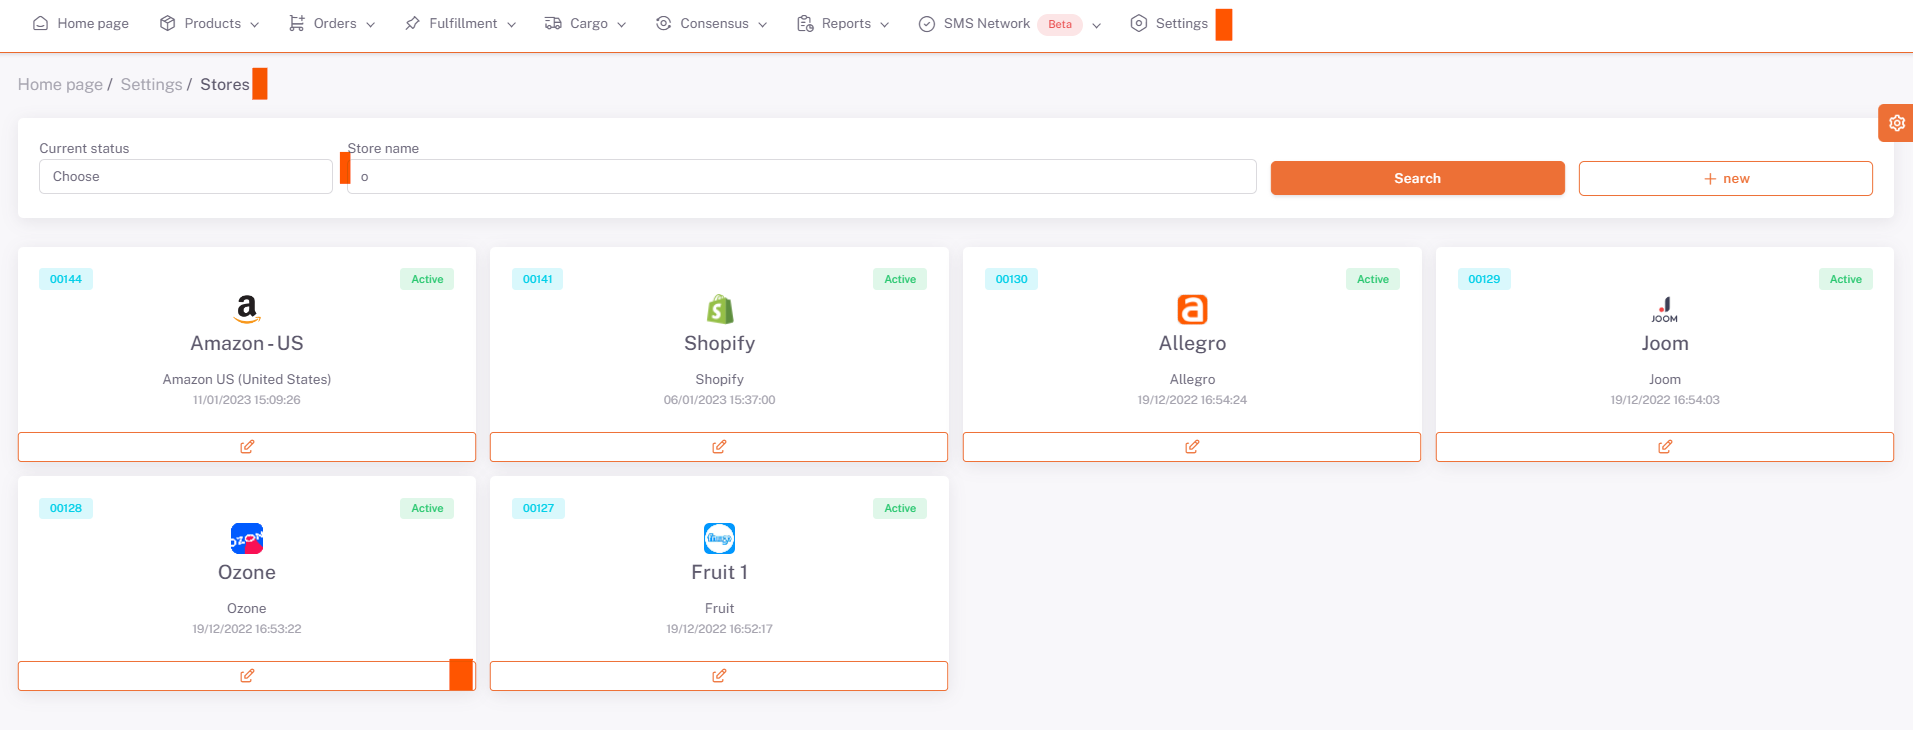 Home page Products Orders Fulfillment Cargo Consensus Reports SMS Network Beta Settings
Home page / Settings / Stores
Current status Store name
Choose o Search + new
00144 Active 00141 Active 00130 Active 00129 Active
a S a JOOM
Amazon - US Shopify Allegro Joom
Amazon US (United States) Shopify Allegro Joom
11/01/2023 15:09:26 06/01/2023 15:37:00 19/12/2022 16:54:24 19/12/2022 16:54:03
00128 Active 00127 Active
OZON
Ozone Fruit 1
Ozone Fruit
19/12/2022 16:53:22 19/12/2022 16:52:17